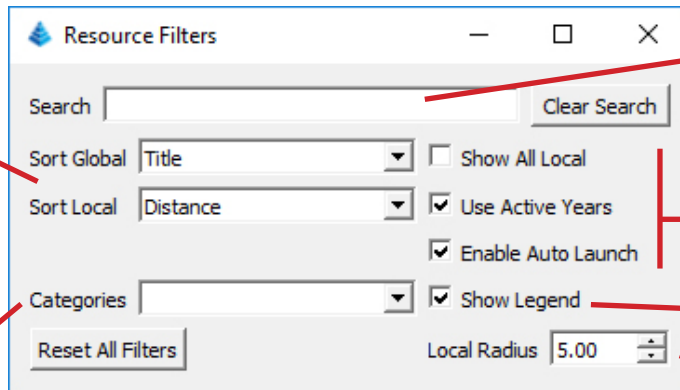 Resource Filters
Search Clear Search
Sort Global Title Show All Local
Sort Local Distance Use Active Years
Enable Auto Launch
Categories Show Legend
Reset All Filters Local Radius 5.00